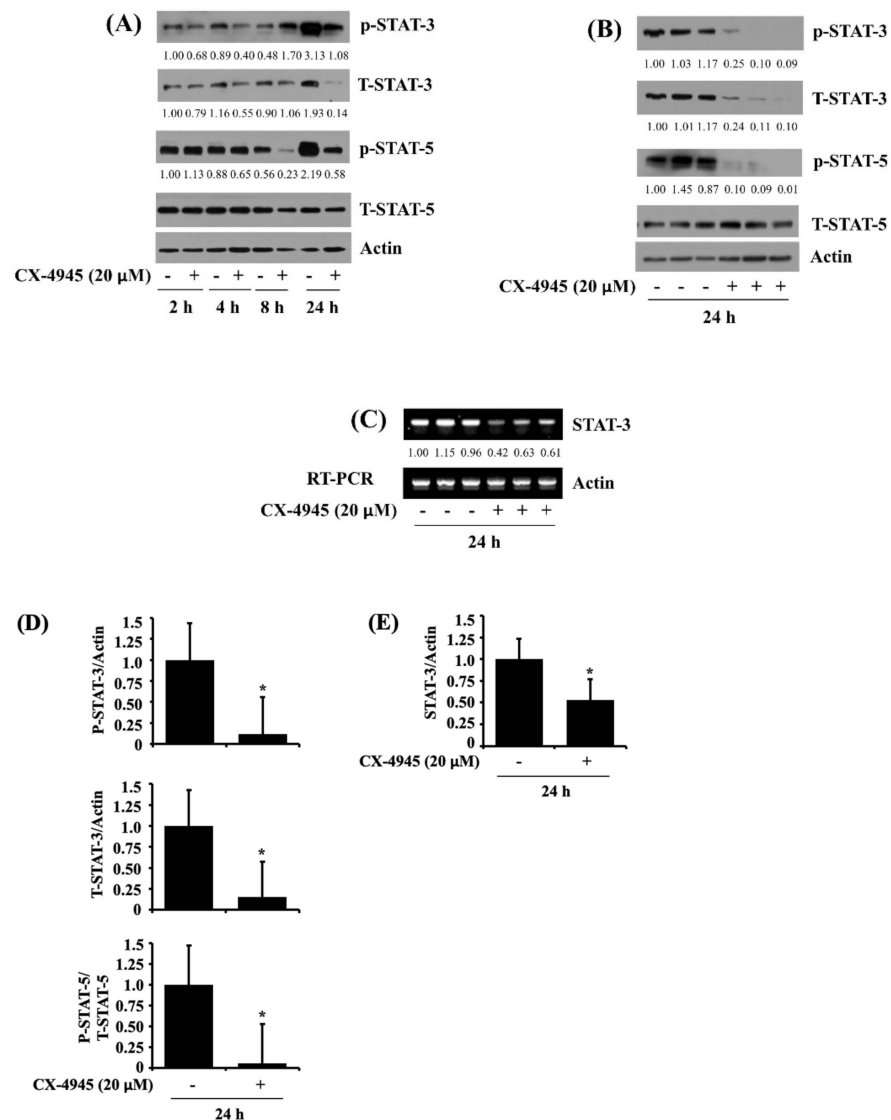 (A)
p-STAT-3
1.00 0.68 0.89 0.40 0.48 1.70 3.13 1.08
T-STAT-3
1.00 0.79 1.16 0.55 0.90 1.06 1.93 0.14
p-STAT-5
1.00 1.13 0.88 0.65 0.56 0.23 2.19 0.58
T-STAT-5
Actin
CX-4945 (20 µM) - + - + - + - +
2 h 4 h 8 h 24 h
(B)
p-STAT-3
1.00 1.03 1.17 0.25 0.10 0.09
T-STAT-3
1.00 1.01 1.17 0.24 0.11 0.10
p-STAT-5
1.00 1.45 0.87 0.10 0.09 0.01
T-STAT-5
Actin
CX-4945 (20 µM) - - - + + +
24 h
(C)
STAT-3
1.00 1.15 0.96 0.42 0.63 0.61
RT-PCR Actin
CX-4945 (20 µM) - - - + + +
24 h
(D)
P-STAT-3/Actin
1.5
1.25
1.0
0.75
0.50
0.25
0
*
T-STAT-3/Actin
1.5
1.25
1.0
0.75
0.50
0.25
0
*
P-STAT-5/
T-STAT-5
1.5
1.25
1.0
0.75
0.50
0.25
0
*
CX-4945 (20 µM) - +
24 h
(E)
STAT-3/Actin
1.5
1.25
1.0
0.75
0.50
0.25
0
*
CX-4945 (20 µM) - +
24 h